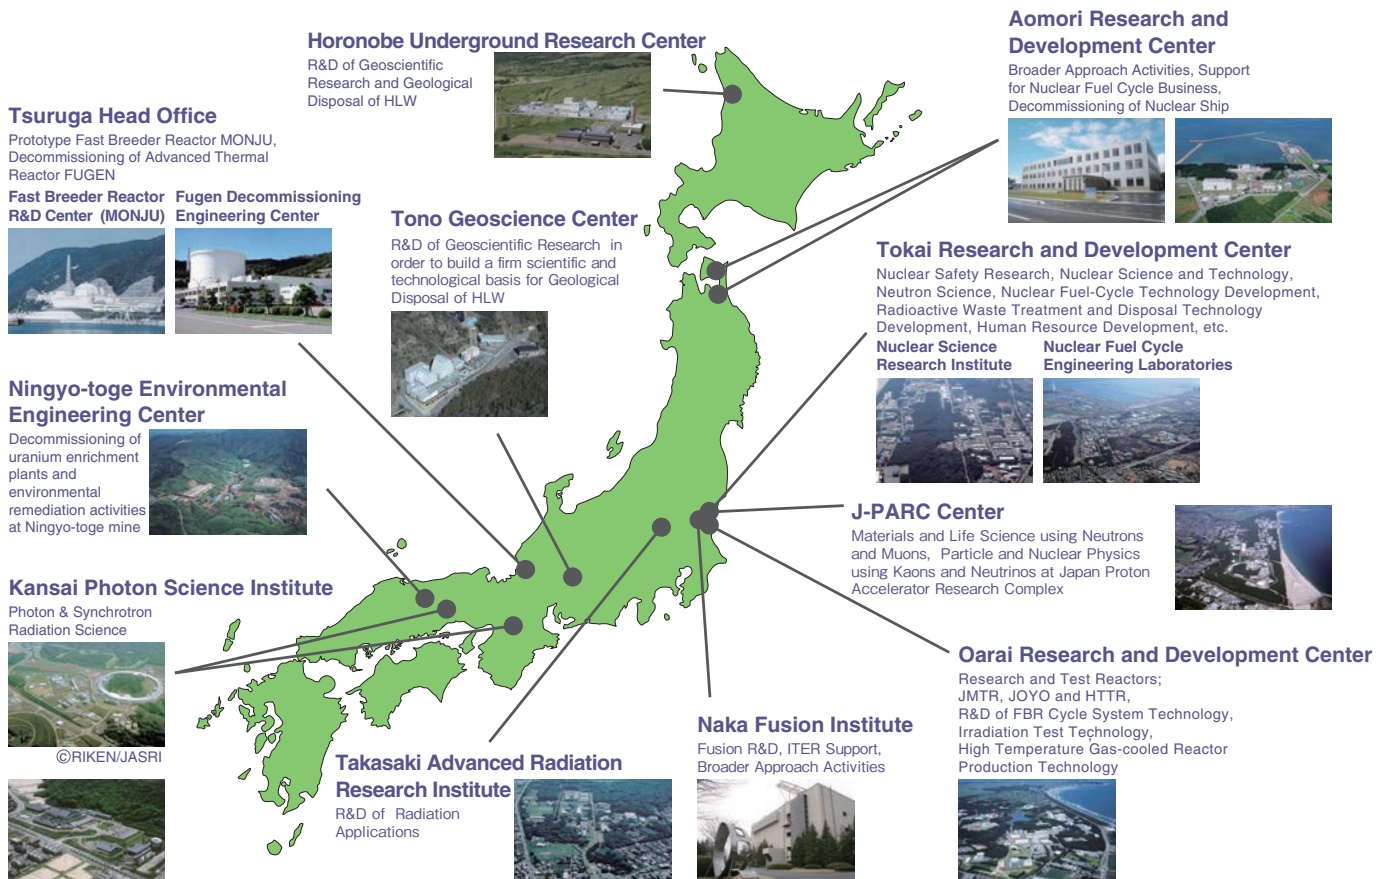 Horonobe Underground Research Center
R&D of Geoscientific
Research and Geological
Disposal of HLW
Aomori Research and
Development Center
Broader Approach Activities, Support
for Nuclear Fuel Cycle Business,
Decommissioning of Nuclear Ship
Tsuruga Head Office
Prototype Fast Breeder Reactor MONJU,
Decommissioning of Advanced Thermal
Reactor FUGEN
Fast Breeder Reactor
R&D Center (MONJU)
Fugen Decommissioning
Engineering Center
Tono Geoscience Center
R&D of Geoscientific Research in
order to build a firm scientific and
technological basis for Geological
Disposal of HLW
Tokai Research and Development Center
Nuclear Safety Research, Nuclear Science and Technology,
Neutron Science, Nuclear Fuel-Cycle Technology Development,
Radioactive Waste Treatment and Disposal Technology
Development, Human Resource Development, etc.
Nuclear Science
Research Institute
Nuclear Fuel Cycle
Engineering Laboratories
Ningyo-toge Environmental
Engineering Center
Decommissioning of
uranium enrichment
plants and
environmental
remediation activities
at Ningyo-toge mine
J-PARC Center
Materials and Life Science using Neutrons
and Muons, Particle and Nuclear Physics
using Kaons and Neutrinos at Japan Proton
Accelerator Research Complex
Kansai Photon Science Institute
Photon & Synchrotron
Radiation Science
©RIKEN/JASRI
Oarai Research and Development Center
Research and Test Reactors;
JMTR, JOYO and HTTR,
R&D of FBR Cycle System Technology,
Irradiation Test Technology,
High Temperature Gas-cooled Reactor
Production Technology
Naka Fusion Institute
Fusion R&D, ITER Support,
Broader Approach Activities
Takasaki Advanced Radiation
Research Institute
R&D of Radiation
Applications